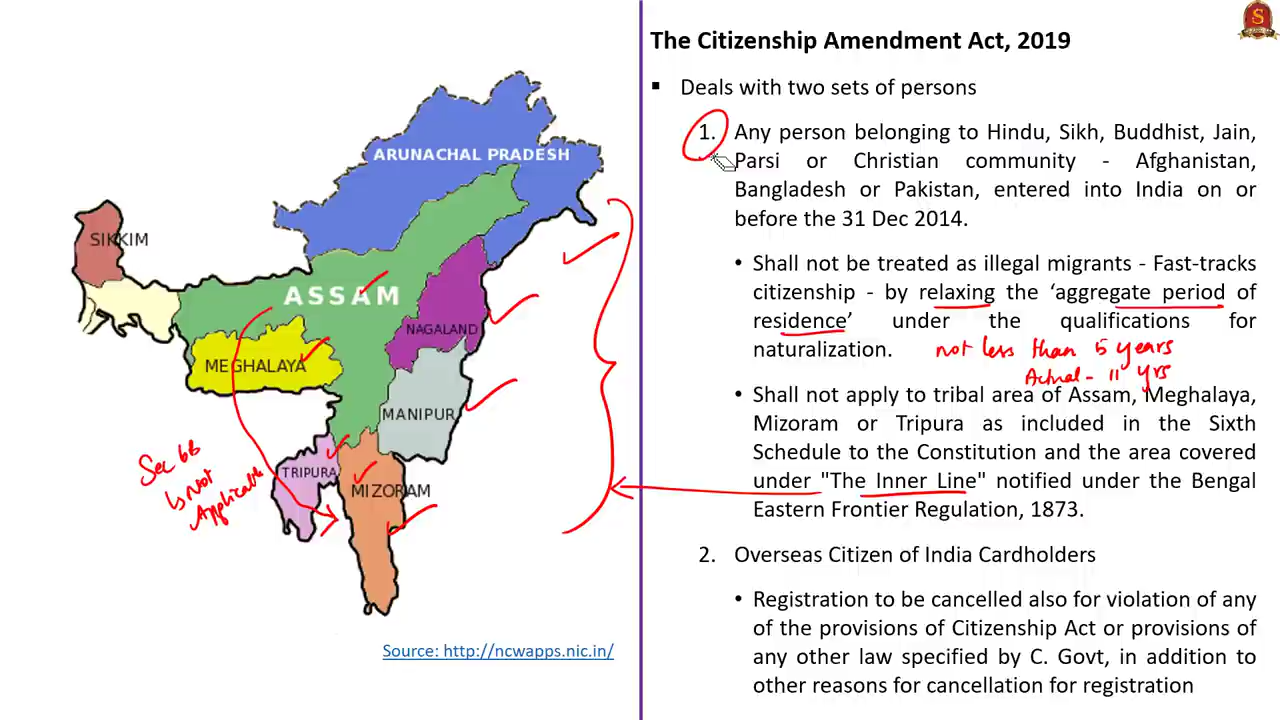 The Citizenship Amendment Act, 2019
ARUNACHAL PRADESH
SIKKIM
ASSAM
NAGALAND
MEGHALAYA
MANIPUR
TRIPURA
MIZORAM
Sec 6B
is not
Applicable
Source: http://ncwapps.nic.in/
▪ Deals with two sets of persons
1. Any person belonging to Hindu, Sikh, Buddhist, Jain,
Parsi or Christian community - Afghanistan,
Bangladesh or Pakistan, entered into India on or
before the 31 Dec 2014.
• Shall not be treated as illegal migrants - Fast-tracks
citizenship - by relaxing the ‘aggregate period of
residence’ under the qualifications for
naturalization.
not less than 5 years
Actual - 11 yrs
• Shall not apply to tribal area of Assam, Meghalaya,
Mizoram or Tripura as included in the Sixth
Schedule to the Constitution and the area covered
under "The Inner Line" notified under the Bengal
Eastern Frontier Regulation, 1873.
2. Overseas Citizen of India Cardholders
• Registration to be cancelled also for violation of any
of the provisions of Citizenship Act or provisions of
any other law specified by C. Govt, in addition to
other reasons for cancellation for registration